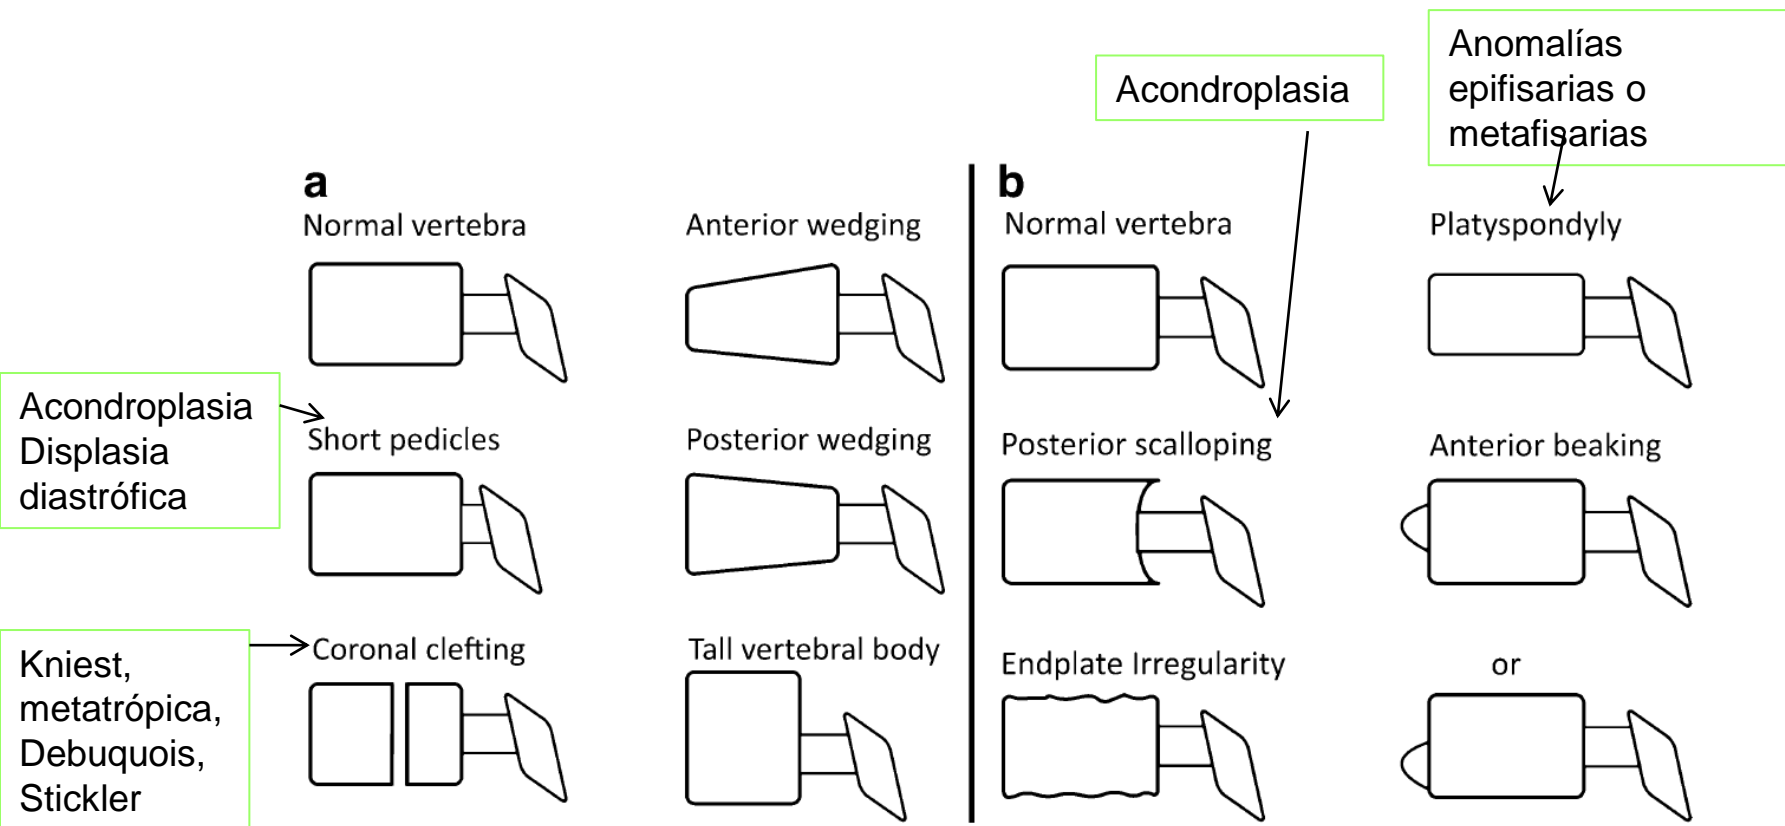 Anomalías
epifisarias o
metafisarias
Acondroplasia
a
b
Normal vertebra
Anterior wedging
Normal vertebra
Platyspondyly
Acondroplasia
Displasia
diastrófica
Short pedicles
Posterior wedging
Posterior scalloping
Anterior beaking
Kniest,
metatrópica,
Debuquois,
Stickler
Coronal clefting
Tall vertebral body
Endplate Irregularity
or